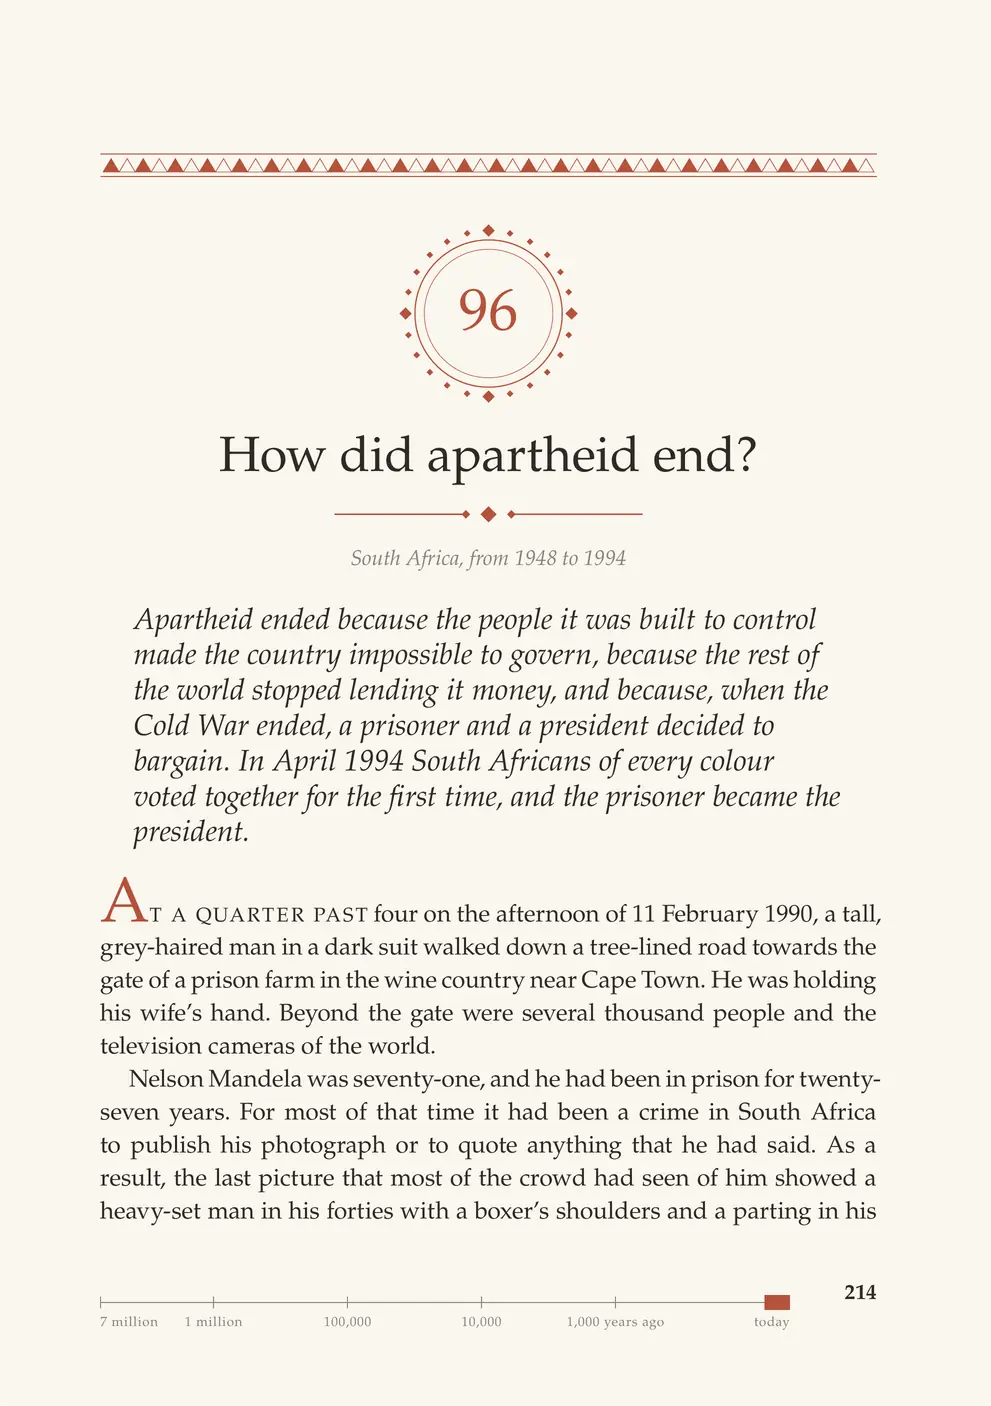 96
How did apartheid end?
South Africa, from 1948 to 1994
Apartheid ended because the people it was built to control
made the country impossible to govern, because the rest of
the world stopped lending it money, and because, when the
Cold War ended, a prisoner and a president decided to
bargain. In April 1994 South Africans of every colour
voted together for the first time, and the prisoner became the
president.
AT A QUARTER PAST four on the afternoon of 11 February 1990, a tall,
grey-haired man in a dark suit walked down a tree-lined road towards the
gate of a prison farm in the wine country near Cape Town. He was holding
his wife’s hand. Beyond the gate were several thousand people and the
television cameras of the world.
Nelson Mandela was seventy-one, and he had been in prison for twenty-
seven years. For most of that time it had been a crime in South Africa
to publish his photograph or to quote anything that he had said. As a
result, the last picture that most of the crowd had seen of him showed a
heavy-set man in his forties with a boxer’s shoulders and a parting in his
214
7 million 1 million 100,000 10,000 1,000 years ago today